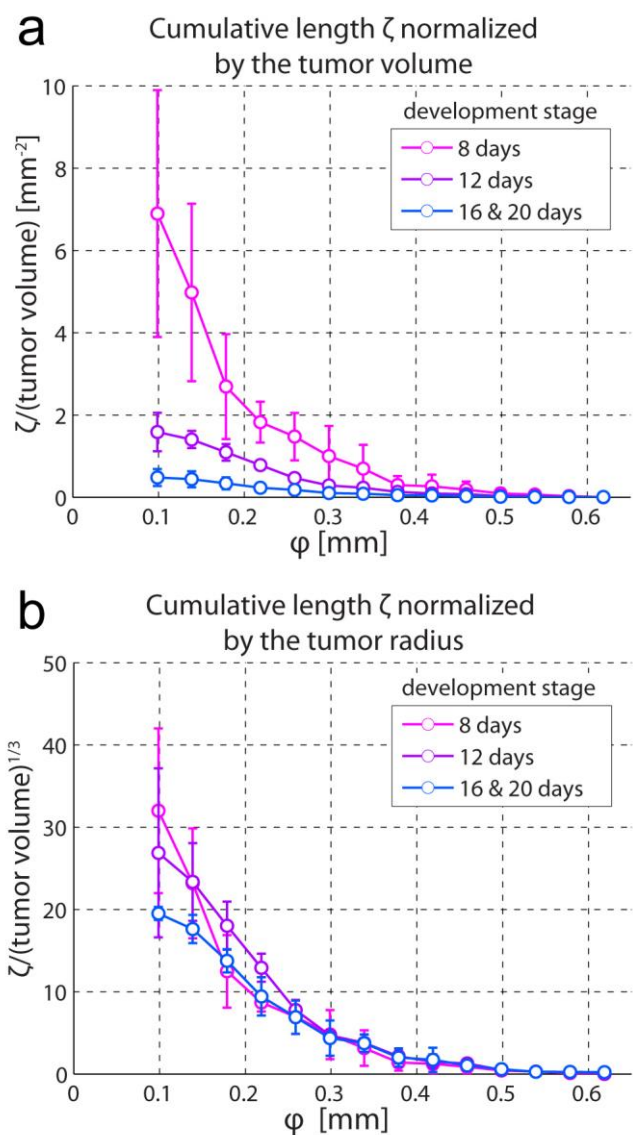 a
Cumulative length ζ normalized
by the tumor volume
10
8
6
4
2
0
ζ/(tumor volume) [mm⁻²]
development stage
8 days
12 days
16 & 20 days
0
0.1
0.2
0.3
0.4
0.5
0.6
φ [mm]
b
Cumulative length ζ normalized
by the tumor radius
50
40
30
20
10
0
ζ/(tumor volume)¹/³
development stage
8 days
12 days
16 & 20 days
0
0.1
0.2
0.3
0.4
0.5
0.6
φ [mm]